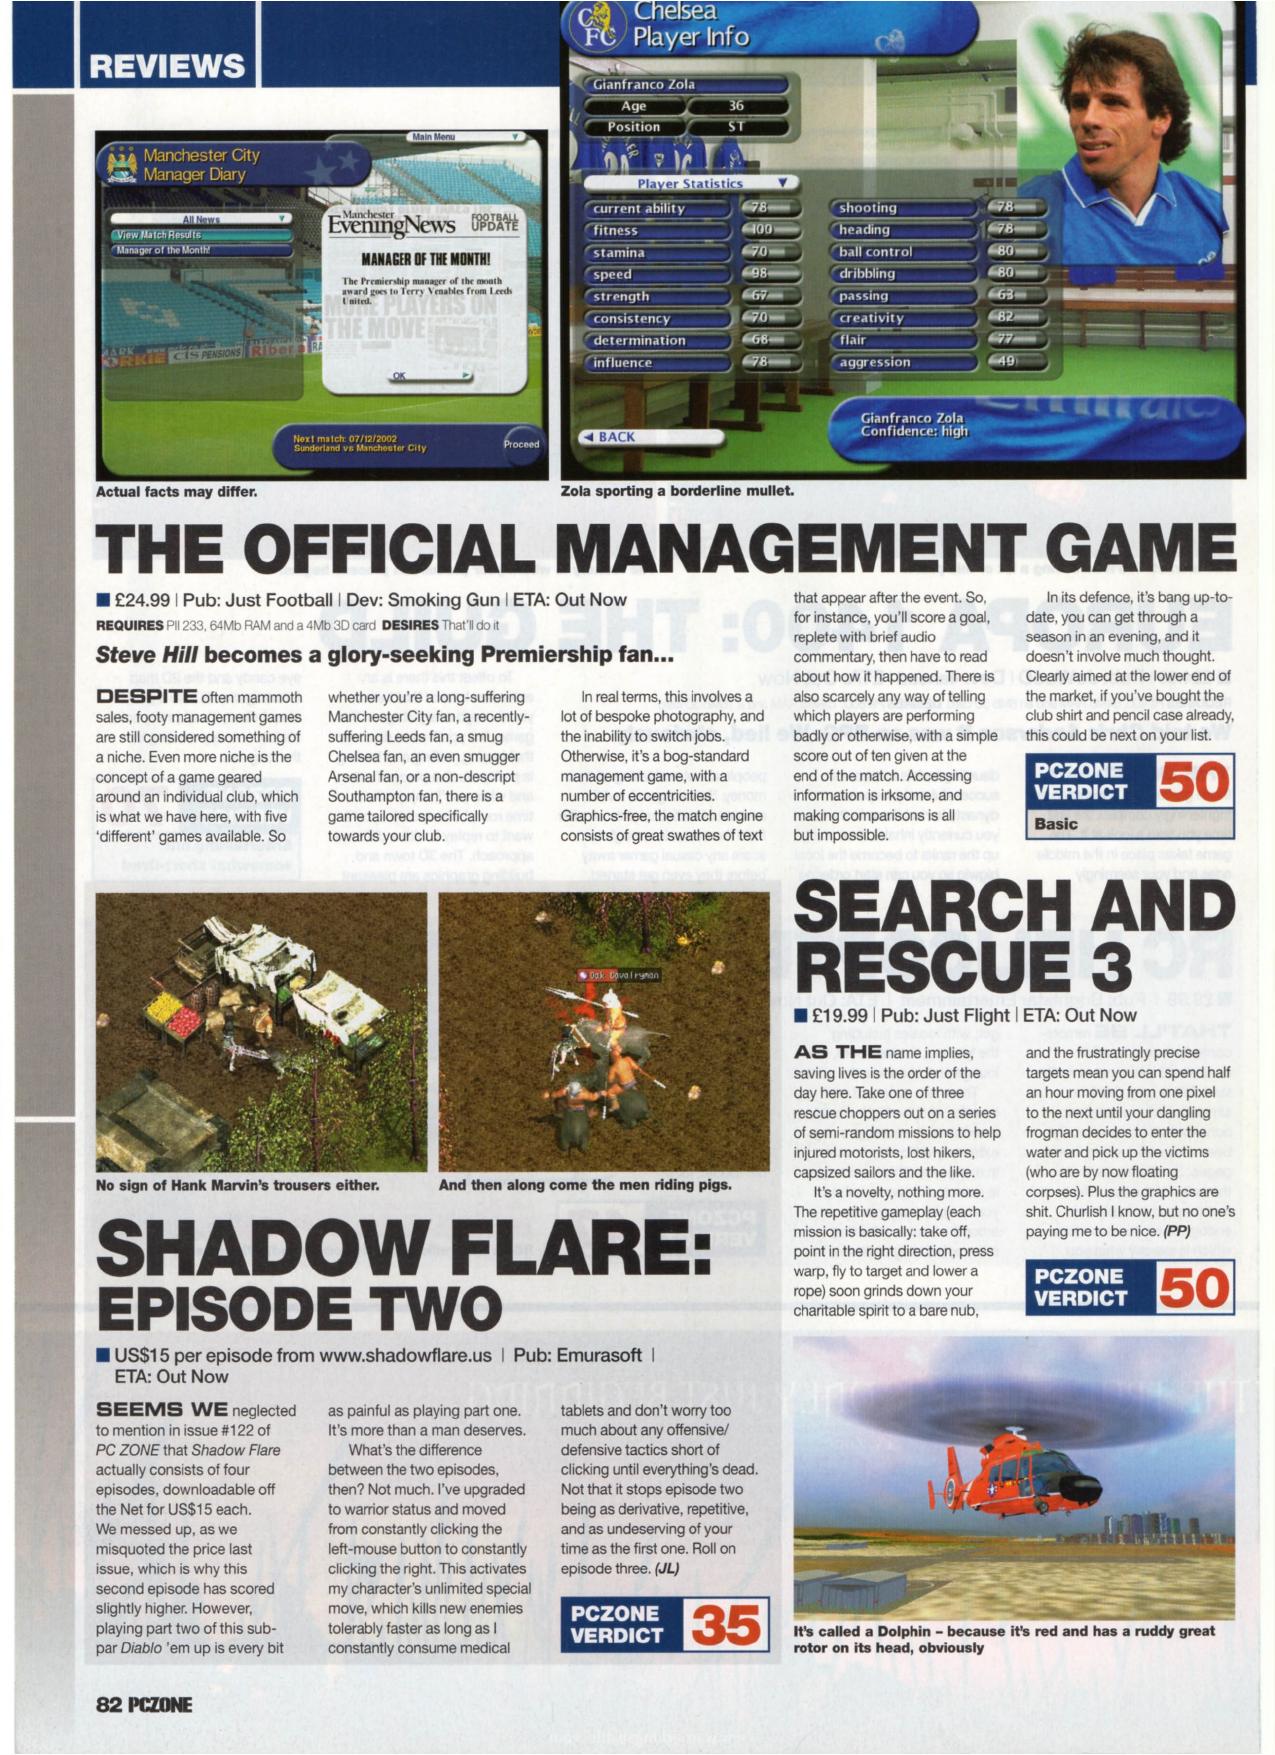 REVIEWS
Main Menu
Manchester City
Manager Diary
All News
View Match Results
Manager of the Month!
Manchester
Evening News
FOOTBALL
UPDATE
MANAGER OF THE MONTH!
The Premiership manager of the month
award goes to Terry Venables from Leeds
United.
MORE PLAYERS ON
THE MOVE
OK
CIS PENSIONS
Next match: 07/12/2002
Sunderland vs Manchester City
Proceed
Actual facts may differ.
Chelsea
Player Info
Gianfranco Zola
Age 36
Position ST
Player Statistics
current ability 78
fitness 100
stamina 70
speed 98
strength 67
consistency 70
determination 68
influence 78
shooting 78
heading 78
ball control 80
dribbling 80
passing 63
creativity 82
flair 77
aggression 49
BACK
Gianfranco Zola
Confidence: high
Zola sporting a borderline mullet.
THE OFFICIAL MANAGEMENT GAME
£24.99 | Pub: Just Football | Dev: Smoking Gun | ETA: Out Now
REQUIRES PII 233, 64Mb RAM and a 4Mb 3D card DESIRES That'll do it
Steve Hill becomes a glory-seeking Premiership fan...
DESPITE often mammoth
sales, footy management games
are still considered something of
a niche. Even more niche is the
concept of a game geared
around an individual club, which
is what we have here, with five
'different' games available. So
whether you're a long-suffering
Manchester City fan, a recently-
suffering Leeds fan, a smug
Chelsea fan, an even smugger
Arsenal fan, or a non-descript
Southampton fan, there is a
game tailored specifically
towards your club.
In real terms, this involves a
lot of bespoke photography, and
the inability to switch jobs.
Otherwise, it's a bog-standard
management game, with a
number of eccentricities.
Graphics-free, the match engine
consists of great swathes of text
that appear after the event. So,
for instance, you'll score a goal,
replete with brief audio
commentary, then have to read
about how it happened. There is
also scarcely any way of telling
which players are performing
badly or otherwise, with a simple
score out of ten given at the
end of the match. Accessing
information is irksome, and
making comparisons is all
but impossible.
In its defence, it's bang up-to-
date, you can get through a
season in an evening, and it
doesn't involve much thought.
Clearly aimed at the lower end of
the market, if you've bought the
club shirt and pencil case already,
this could be next on your list.
PCZONE
VERDICT
50
Basic
Oak Cavalryman
No sign of Hank Marvin's trousers either.
And then along come the men riding pigs.
SHADOW FLARE:
EPISODE TWO
US$15 per episode from www.shadowflare.us | Pub: Emurasoft |
ETA: Out Now
SEEMS WE neglected
to mention in issue #122 of
PC ZONE that Shadow Flare
actually consists of four
episodes, downloadable off
the Net for US$15 each.
We messed up, as we
misquoted the price last
issue, which is why this
second episode has scored
slightly higher. However,
playing part two of this sub-
par Diablo 'em up is every bit
as painful as playing part one.
It's more than a man deserves.
What's the difference
between the two episodes,
then? Not much. I've upgraded
to warrior status and moved
from constantly clicking the
left-mouse button to constantly
clicking the right. This activates
my character's unlimited special
move, which kills new enemies
tolerably faster as long as I
constantly consume medical
tablets and don't worry too
much about any offensive/
defensive tactics short of
clicking until everything's dead.
Not that it stops episode two
being as derivative, repetitive,
and as undeserving of your
time as the first one. Roll on
episode three. (JL)
PCZONE
VERDICT
35
SEARCH AND
RESCUE 3
£19.99 | Pub: Just Flight | ETA: Out Now
AS THE name implies,
saving lives is the order of the
day here. Take one of three
rescue choppers out on a series
of semi-random missions to help
injured motorists, lost hikers,
capsized sailors and the like.
It's a novelty, nothing more.
The repetitive gameplay (each
mission is basically: take off,
point in the right direction, press
warp, fly to target and lower a
rope) soon grinds down your
charitable spirit to a bare nub,
and the frustratingly precise
targets mean you can spend half
an hour moving from one pixel
to the next until your dangling
frogman decides to enter the
water and pick up the victims
(who are by now floating
corpses). Plus the graphics are
shit. Churlish I know, but no one's
paying me to be nice. (PP)
PCZONE
VERDICT
50
It's called a Dolphin – because it's red and has a ruddy great
rotor on its head, obviously
82 PCZONE